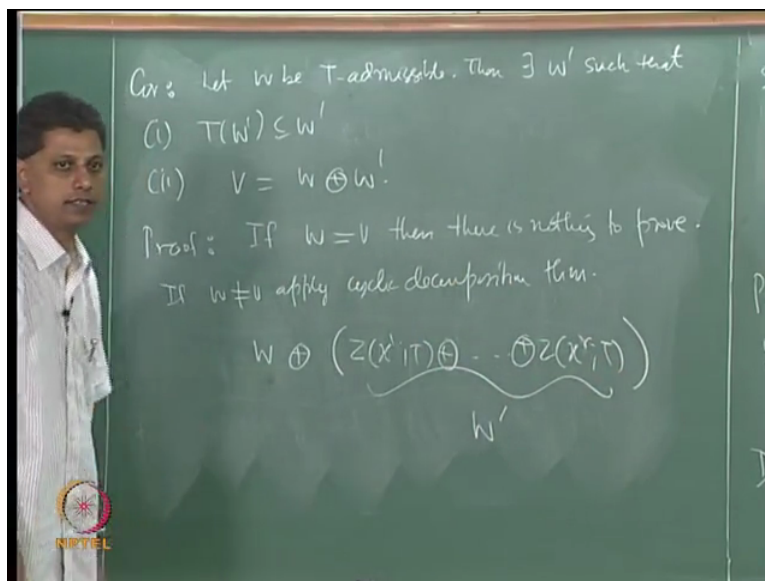 Cor: Let W be T-admissible. Then ∃ W' such that
(i) T(W') ⊆ W'
(ii) V = W ⊕ W'.
Proof: If W = V then there is nothing to prove.
If W ≠ V apply cyclic decomposition thm.
W ⊕ (Z(x¹;T) ⊕ ... ⊕ Z(xʳ;T))
W'
NPTEL